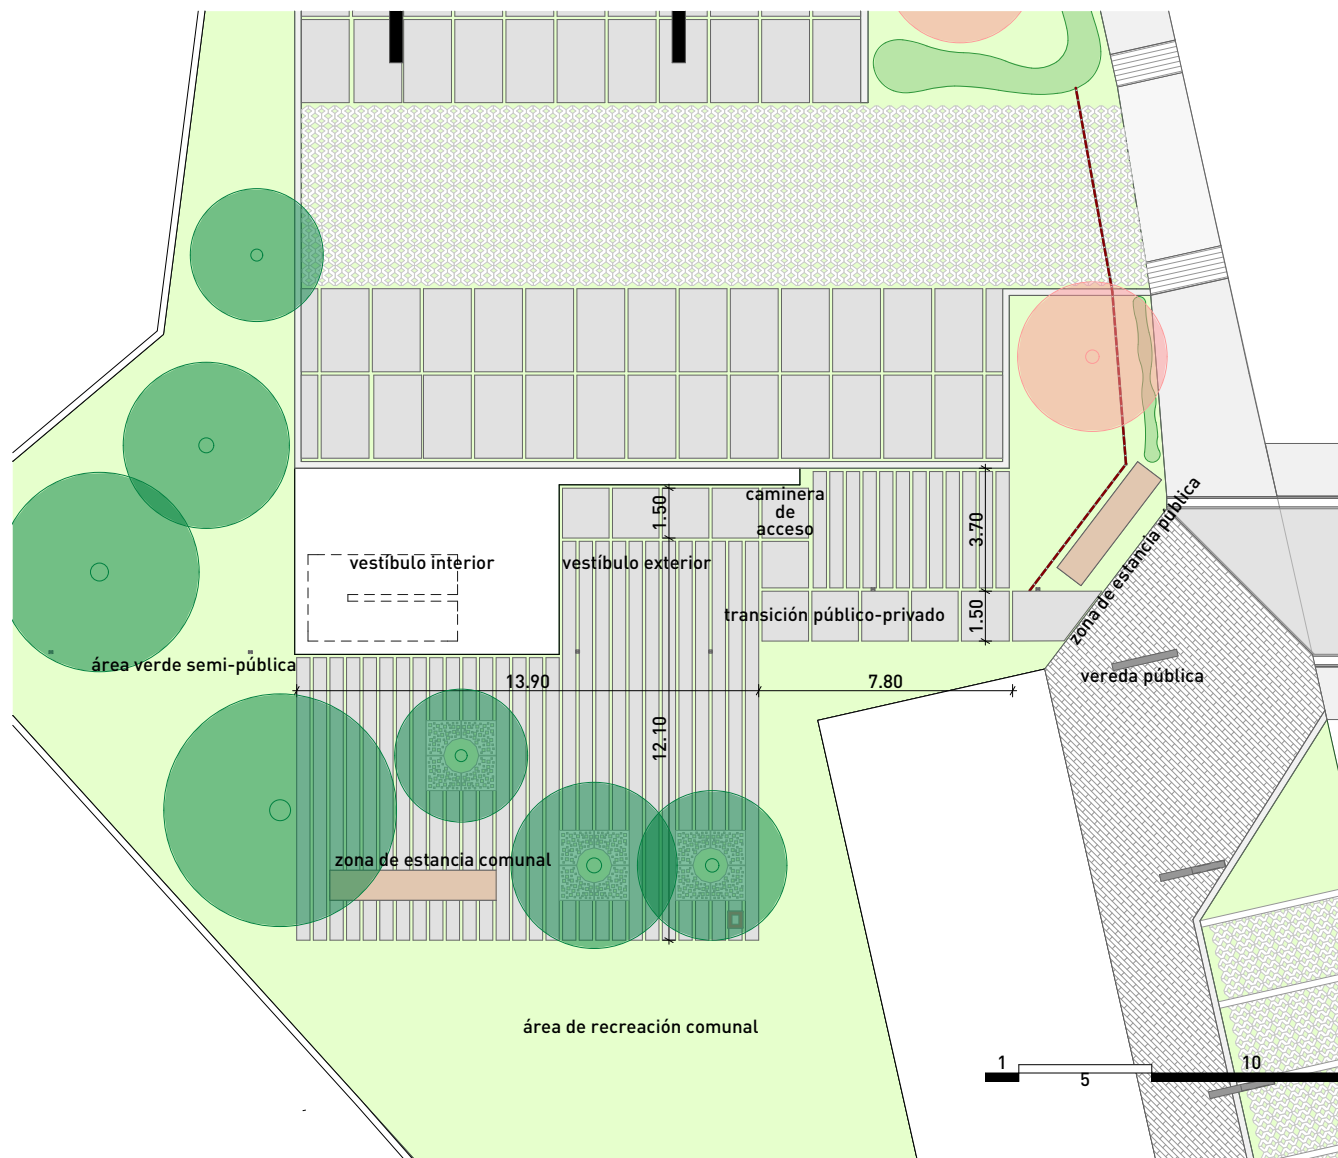 caminera
de
acceso
1.50
3.70
vestíbulo interior
vestíbulo exterior
zona de estancia pública
transición público-privado
1.50
área verde semi-pública
vereda pública
13.90
7.80
12.10
zona de estancia comunal
área de recreación comunal
1
10
5